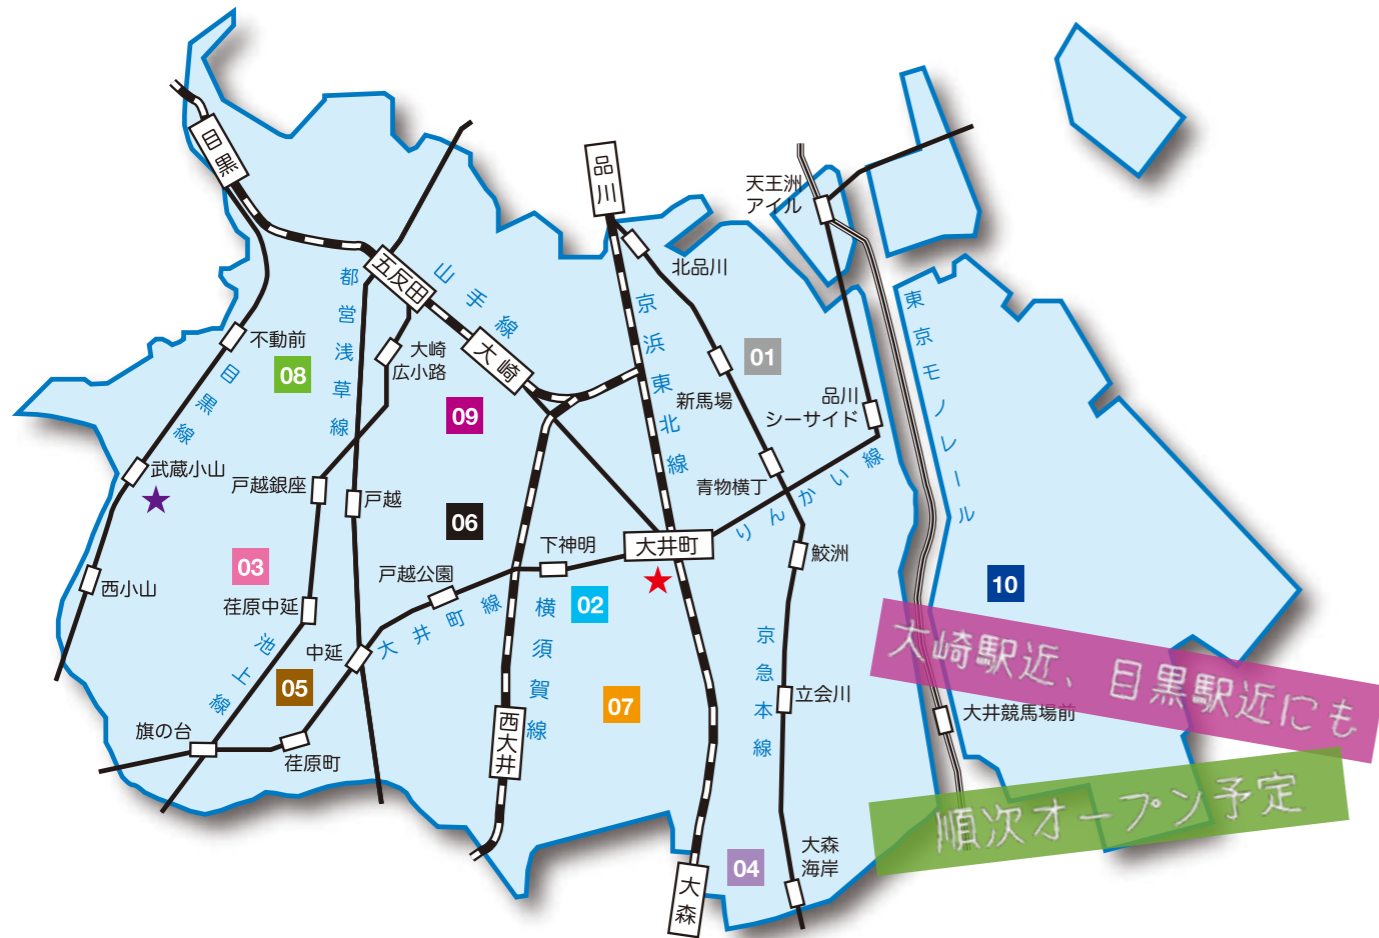 目黒
品川
天王洲
アイル
北品川
五反田
山手線
都営浅草線
京浜東北線
東京モノレール
不動前
大崎
広小路
大崎
01
08
目黒線
09
新馬場
品川
シーサイド
武蔵小山
戸越銀座
戸越
青物横丁
りんかい線
06
下神明
大井町
鮫洲
03
西小山
戸越公園
02
10
荏原中延
大井町線
横須賀線
京急本線
池上線
中延
05
07
立会川
大崎駅近、目黒駅近にも
大井競馬場前
旗の台
荏原町
西大井
順次オープン予定
04
大森
海岸
大森